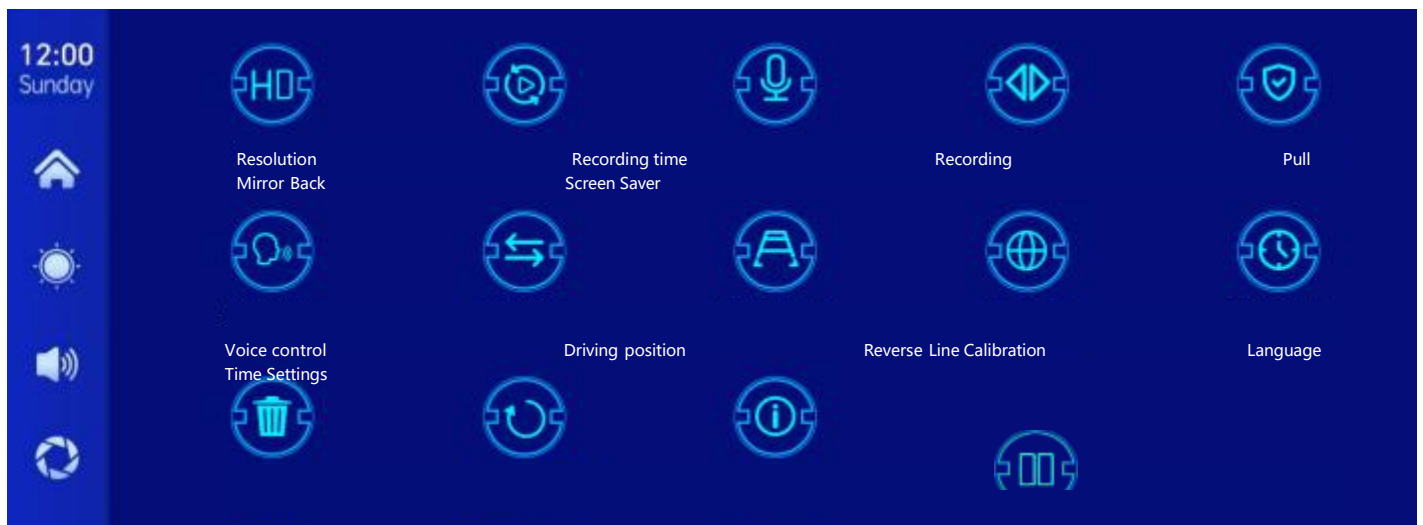 12:00
Sunday
HD
Resolution Recording time Recording Pull
Mirror Back Screen Saver
Voice control Driving position Reverse Line Calibration Language
Time Settings